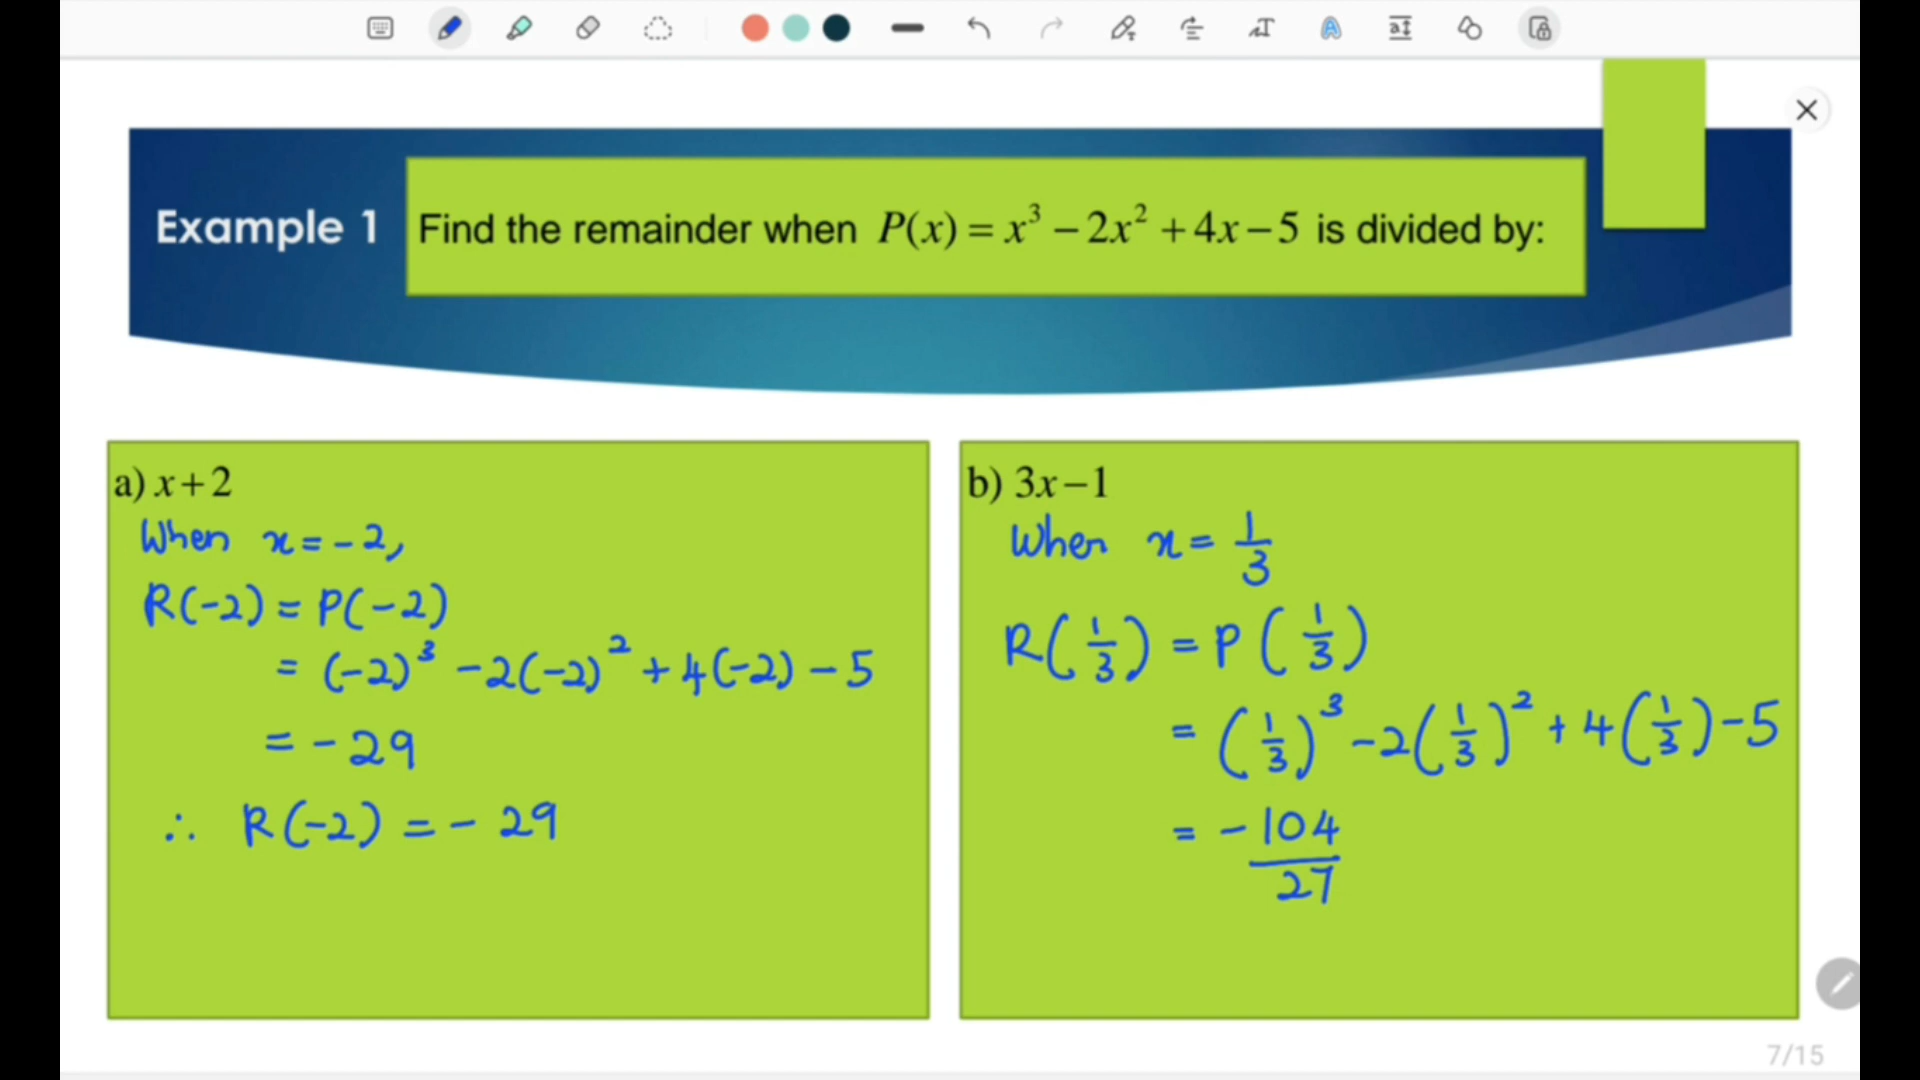 Example 1
Find the remainder when P(x) = x³ − 2x² + 4x − 5 is divided by:
a) x + 2
When x = -2,
R(-2) = P(-2)
= (-2)³ - 2(-2)² + 4(-2) - 5
= -29
∴ R(-2) = -29
b) 3x − 1
When x = 1/3
R(1/3) = P(1/3)
= (1/3)³ - 2(1/3)² + 4(1/3) - 5
= -104/27
7/15